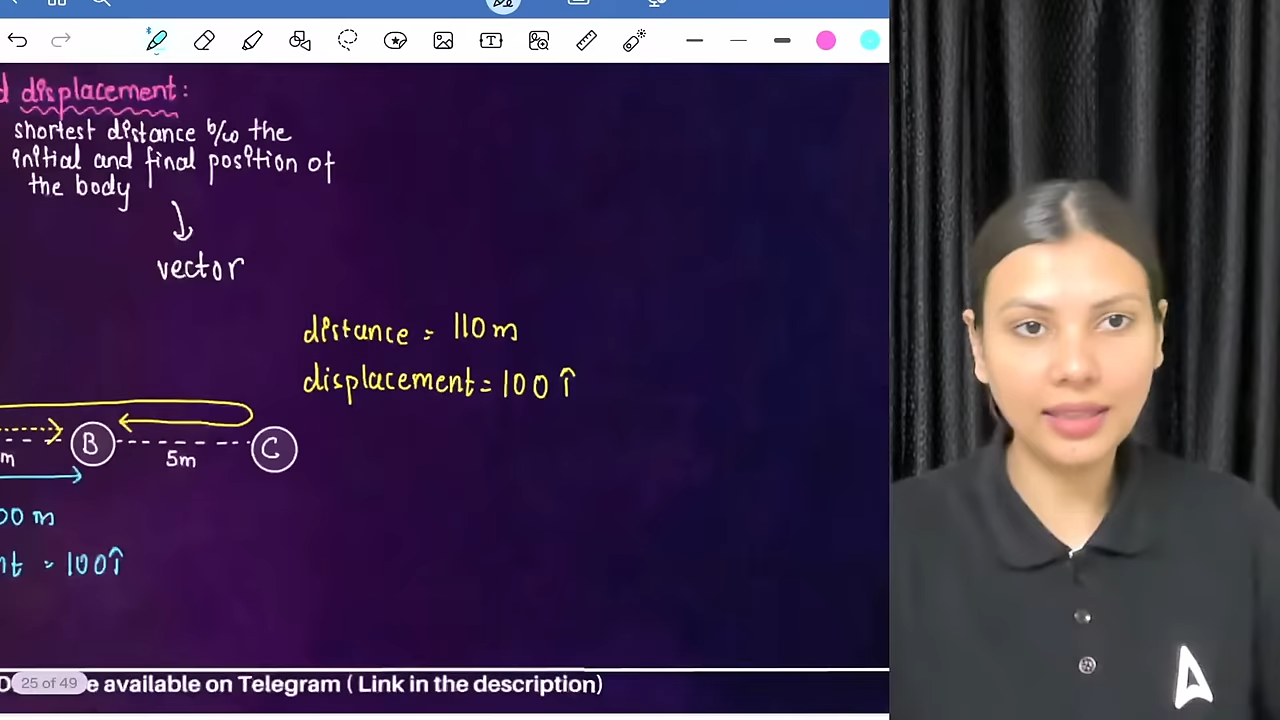 d displacement:
shortest distance b/w the
initial and final position of
the body
vector
distance = 110 m
displacement = 100 î
B
C
m
5m
00 m
nt = 100 î
25 of 49
e available on Telegram ( Link in the description)